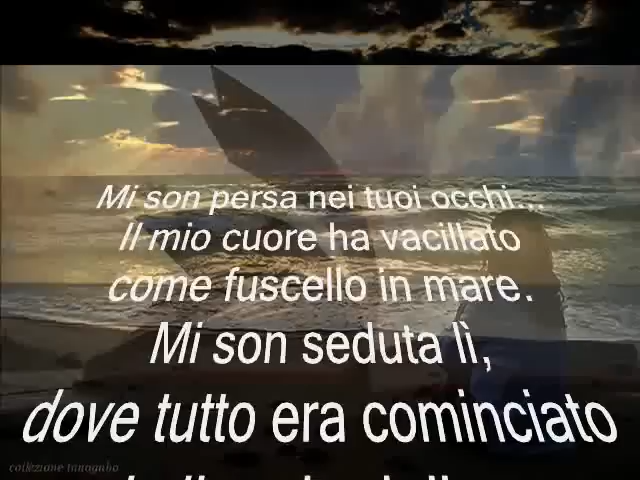 Mi son persa nei tuoi occhi...
Il mio cuore ha vacillato
come fuscello in mare.
Mi son seduta lì,
dove tutto era cominciato
collezione